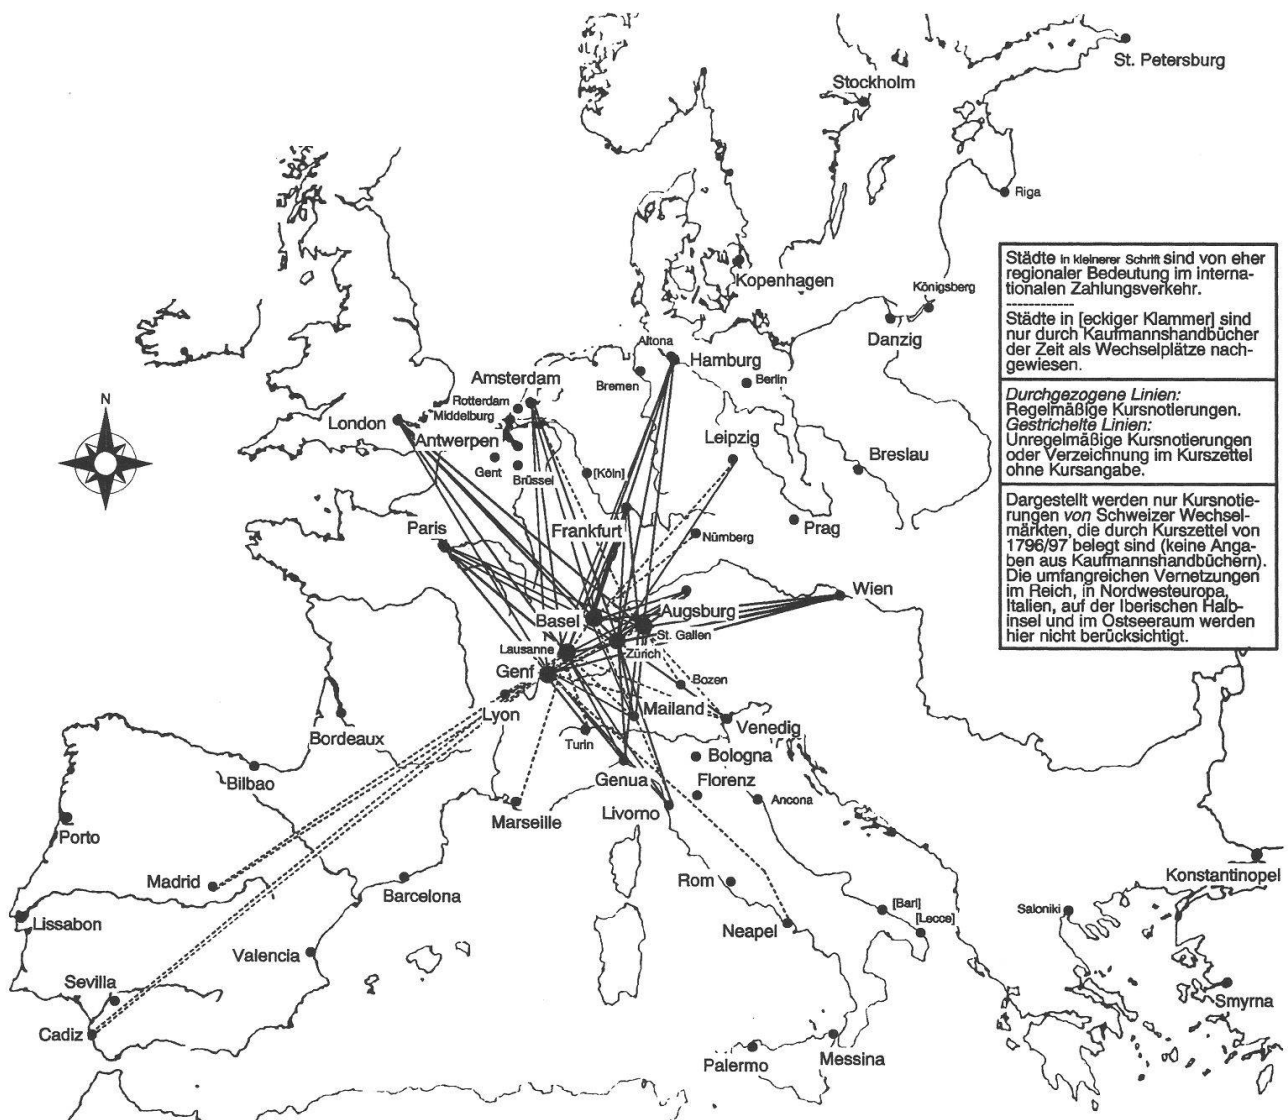 St. Petersburg
Stockholm
Riga
Kopenhagen
Königsberg
Danzig
Altona
Hamburg
Bremen
Berlin
N
Amsterdam
Rotterdam
Middelburg
London
Antwerpen
Gent
Brüssel
[Köln]
Leipzig
Breslau
Paris
Frankfurt
Nürnberg
Prag
Wien
Augsburg
Basel
St. Gallen
Lausanne
Zürich
Genf
Bozen
Lyon
Mailand
Venedig
Bordeaux
Turin
Bologna
Bilbao
Genua
Florenz
Marseille
Livorno
Ancona
Porto
Madrid
Barcelona
Rom
Konstantinopel
[Bari]
[Lecce]
Saloniki
Lissabon
Neapel
Valencia
Sevilla
Smyrna
Cadiz
Palermo
Messina
Städte in kleinerer Schrift sind von eher
regionaler Bedeutung im interna-
tionalen Zahlungsverkehr.
------------
Städte in [eckiger Klammer] sind
nur durch Kaufmannshandbücher
der Zeit als Wechselplätze nach-
gewiesen.
Durchgezogene Linien:
Regelmäßige Kursnotierungen.
Gestrichelte Linien:
Unregelmäßige Kursnotierungen
oder Verzeichnung im Kurszettel
ohne Kursangabe.
Dargestellt werden nur Kursnotie-
rungen von Schweizer Wechsel-
märkten, die durch Kurszettel von
1796/97 belegt sind (keine Anga-
ben aus Kaufmannshandbüchern).
Die umfangreichen Vernetzungen
im Reich, in Nordwesteuropa,
Italien, auf der Iberischen Halb-
insel und im Ostseeraum werden
hier nicht berücksichtigt.